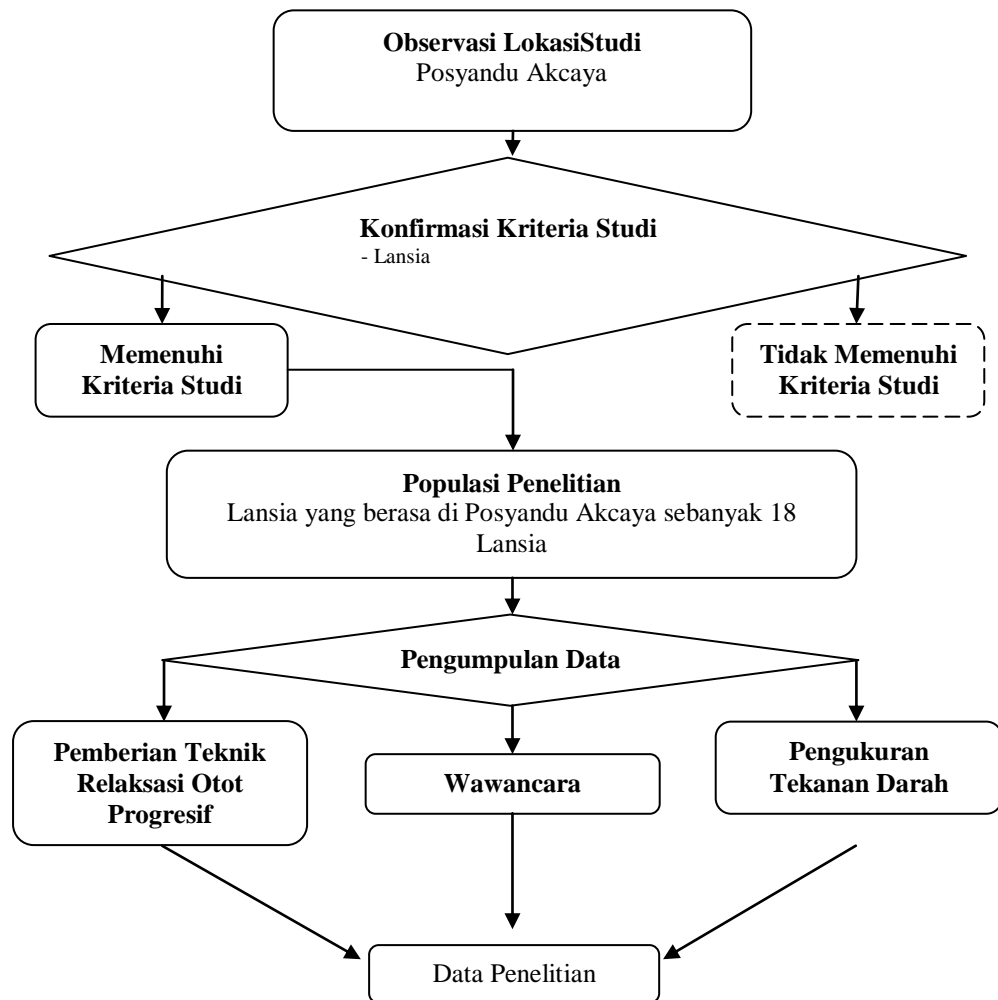 Observasi LokasiStudi
Posyandu Akcaya
Konfirmasi Kriteria Studi
- Lansia
Memenuhi
Kriteria Studi
Tidak Memenuhi
Kriteria Studi
Populasi Penelitian
Lansia yang berasa di Posyandu Akcaya sebanyak 18
Lansia
Pengumpulan Data
Pemberian Teknik
Relaksasi Otot
Progresif
Wawancara
Pengukuran
Tekanan Darah
Data Penelitian